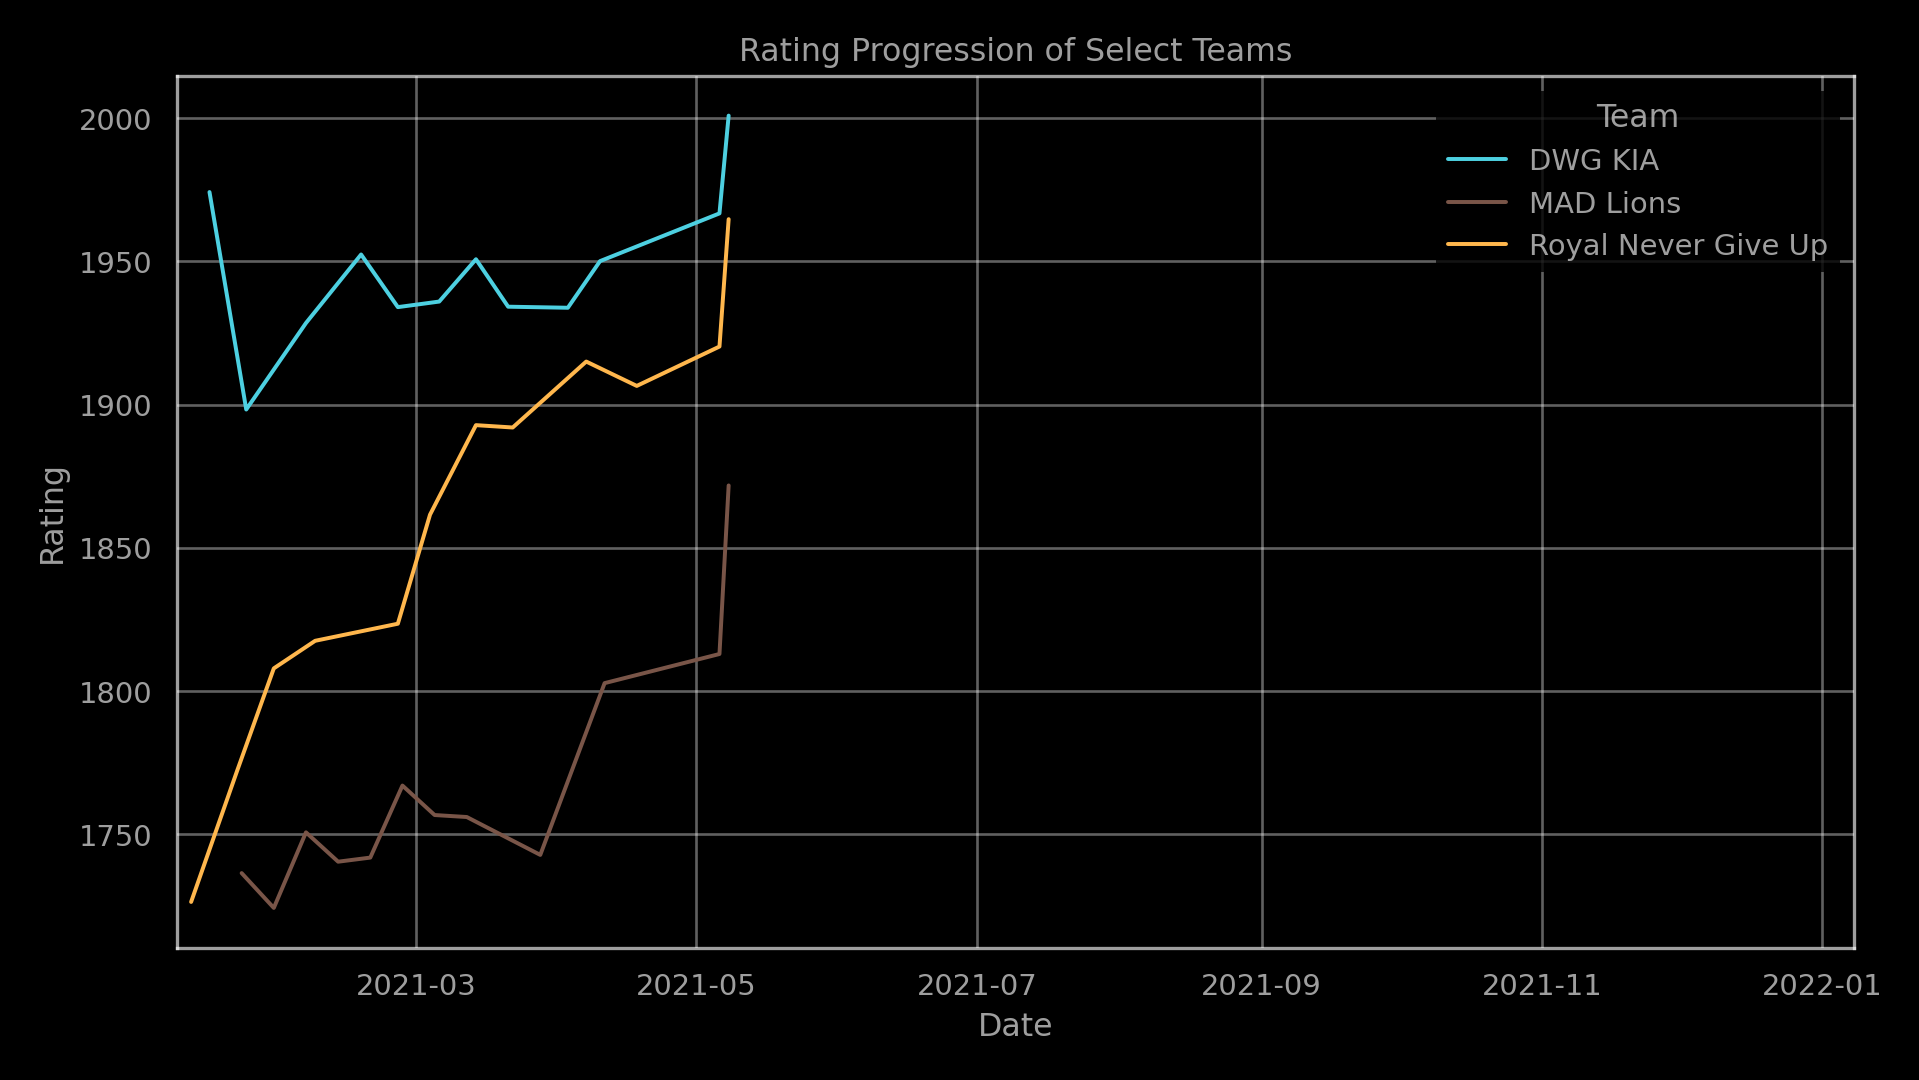 Rating Progression of Select Teams
2000
1950
1900
1850
1800
1750
Rating
Team
DWG KIA
MAD Lions
Royal Never Give Up
2021-03
2021-05
2021-07
2021-09
2021-11
2022-01
Date